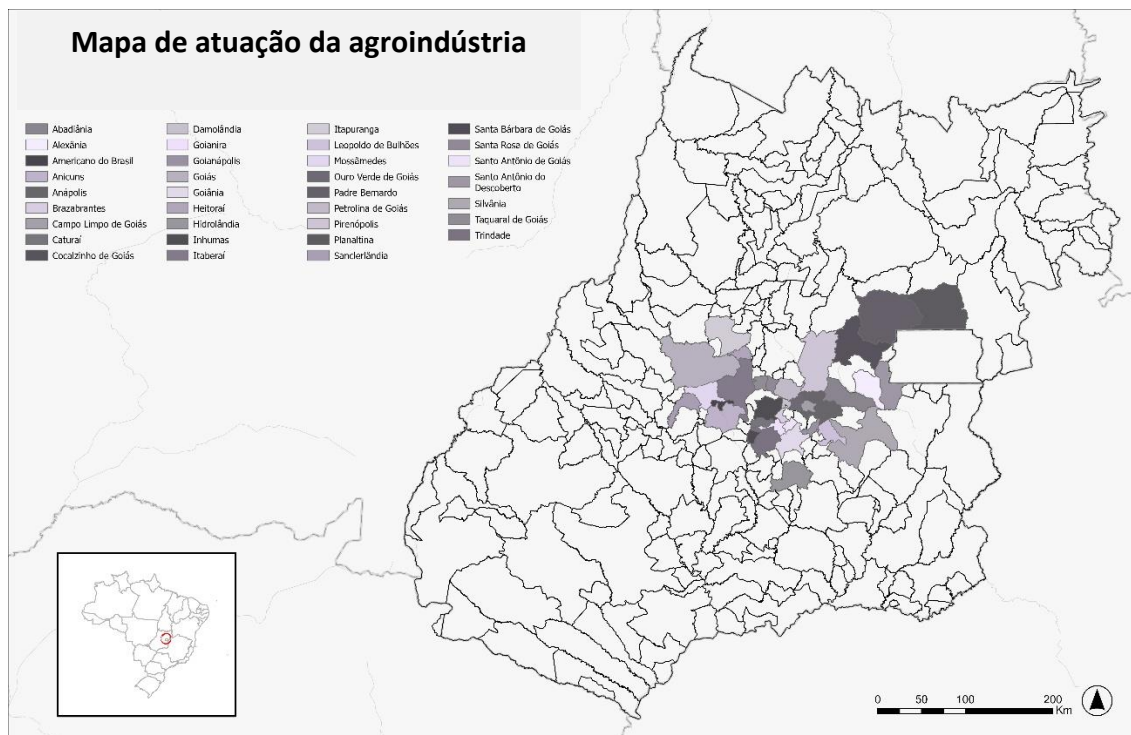 Mapa de atuação da agroindústria
Abadiânia
Alexânia
Americano do Brasil
Anicuns
Anápolis
Brazabrantes
Campo Limpo de Goiás
Caturaí
Cocalzinho de Goiás
Damolândia
Goianira
Goianápolis
Goiás
Goiânia
Heitoraí
Hidrolândia
Inhumas
Itaberaí
Itapuranga
Leopoldo de Bulhões
Mossâmedes
Ouro Verde de Goiás
Padre Bernardo
Petrolina de Goiás
Pirenópolis
Planaltina
Sanclerlândia
Santa Bárbara de Goiás
Santa Rosa de Goiás
Santo Antônio de Goiás
Santo Antônio do
Descoberto
Silvânia
Taquaral de Goiás
Trindade
0 50 100 200
Km